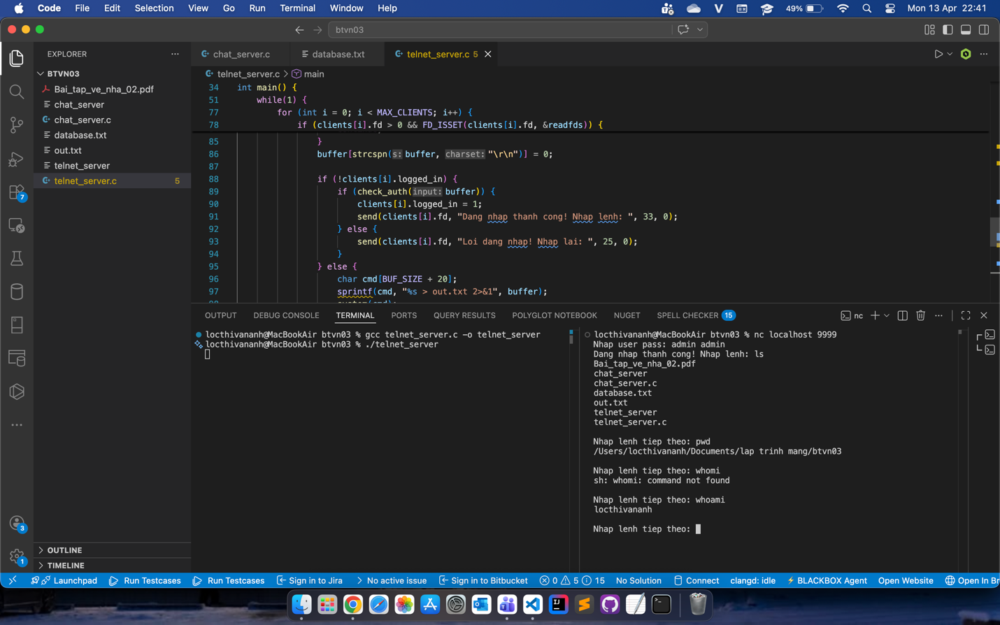 Code File Edit Selection View Go Run Terminal Window Help 49% Mon 13 Apr 22:41
btvn03
EXPLORER
BTVN03
Bai_tap_ve_nha_02.pdf
chat_server
chat_server.c
database.txt
out.txt
telnet_server
telnet_server.c 5
OUTLINE
TIMELINE
7
3
1
chat_server.c database.txt telnet_server.c 5
telnet_server.c > main
34 int main() {
51 while(1) {
77 for (int i = 0; i < MAX_CLIENTS; i++) {
78 if (clients[i].fd > 0 && FD_ISSET(clients[i].fd, &readfds)) {
85 }
86 buffer[strcspn(s: buffer, charset: "\r\n")] = 0;
87
88 if (!clients[i].logged_in) {
89 if (check_auth(input: buffer)) {
90 clients[i].logged_in = 1;
91 send(clients[i].fd, "Dang nhap thanh cong! Nhap lenh: ", 33, 0);
92 } else {
93 send(clients[i].fd, "Loi dang nhap! Nhap lai: ", 25, 0);
94 }
95 } else {
96 char cmd[BUF_SIZE + 20];
97 sprintf(cmd, "%s > out.txt 2>&1", buffer);
OUTPUT DEBUG CONSOLE TERMINAL PORTS QUERY RESULTS POLYGLOT NOTEBOOK NUGET SPELL CHECKER 15 nc
locthivananh@MacBookAir btvn03 % gcc telnet_server.c -o telnet_server
locthivananh@MacBookAir btvn03 % ./telnet_server
locthivananh@MacBookAir btvn03 % nc localhost 9999
Nhap user pass: admin admin
Dang nhap thanh cong! Nhap lenh: ls
Bai_tap_ve_nha_02.pdf
chat_server
chat_server.c
database.txt
out.txt
telnet_server
telnet_server.c
Nhap lenh tiep theo: pwd
/Users/locthivananh/Documents/lap trinh mang/btvn03
Nhap lenh tiep theo: whomi
sh: whomi: command not found
Nhap lenh tiep theo: whoami
locthivananh
Nhap lenh tiep theo:
Launchpad Run Testcases Run Testcases Sign in to Jira No active issue Sign in to Bitbucket 0 5 15 No Solution Connect clangd: idle BLACKBOX Agent Open Website Open In Br